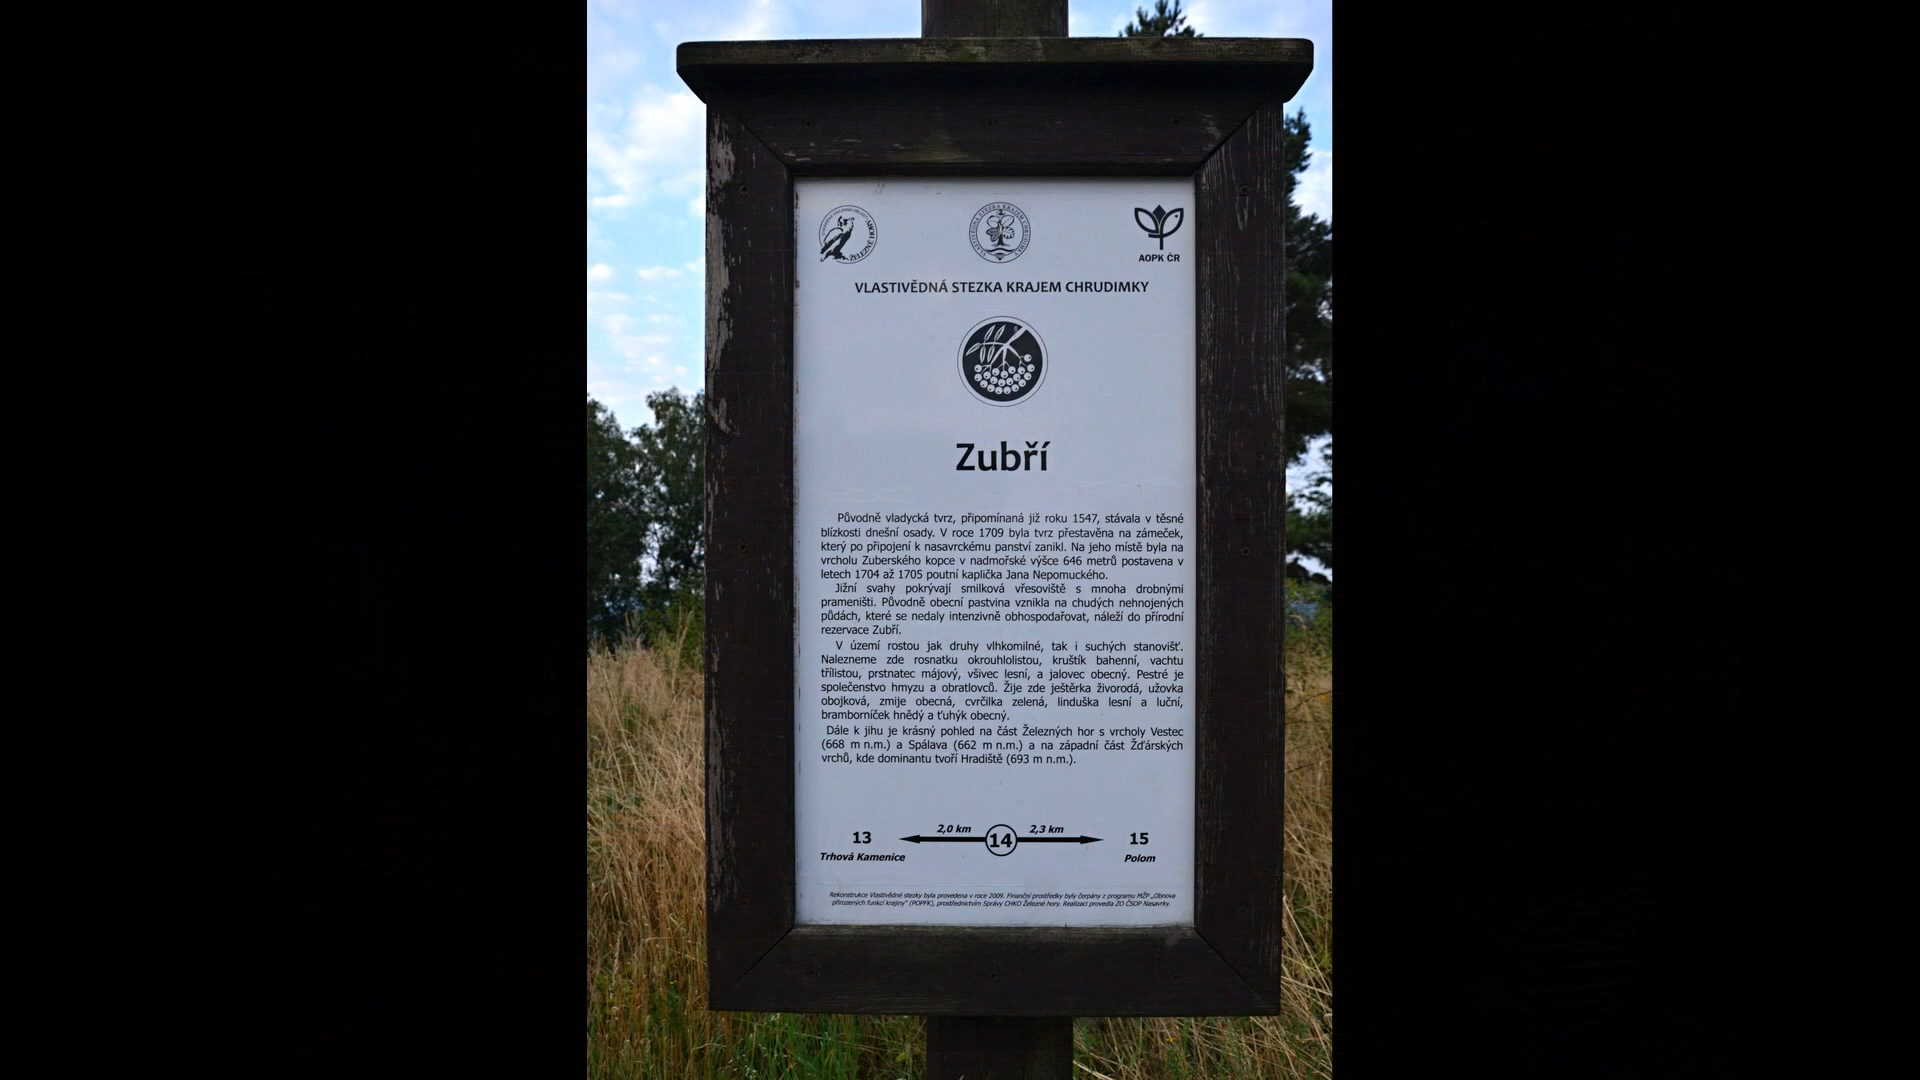 ŽELEZNÉ HORY
VLASTIVĚDNÁ STEZKA KRAJEM CHRUDIMKY
AOPK ČR
VLASTIVĚDNÁ STEZKA KRAJEM CHRUDIMKY
Zubří
Původně vladycká tvrz, připomínaná již roku 1547, stávala v těsné
blízkosti dnešní osady. V roce 1709 byla tvrz přestavěna na zámeček,
který po připojení k nasavrckému panství zanikl. Na jeho místě byla na
vrcholu Zuberského kopce v nadmořské výšce 646 metrů postavena v
letech 1704 až 1705 poutní kaplička Jana Nepomuckého.
Jižní svahy pokrývají smilková vřesoviště s mnoha drobnými
prameništi. Původně obecní pastvina vznikla na chudých nehnojených
půdách, které se nedaly intenzivně obhospodařovat, náleží do přírodní
rezervace Zubří.
V území rostou jak druhy vlhkomilné, tak i suchých stanovišť.
Nalezneme zde rosnatku okrouhlolistou, kruštík bahenní, vachtu
třílistou, prstnatec májový, všivec lesní, a jalovec obecný. Pestré je
společenstvo hmyzu a obratlovců. Žije zde ještěrka živorodá, užovka
obojková, zmije obecná, cvrčilka zelená, linduška lesní a luční,
bramborníček hnědý a ťuhýk obecný.
Dále k jihu je krásný pohled na část Železných hor s vrcholy Vestec
(668 m n.m.) a Spálava (662 m n.m.) a na západní část Žďárských
vrchů, kde dominantu tvoří Hradiště (693 m n.m.).
13 2,0 km 14 2,3 km 15
Trhová Kamenice Polom
Rekonstrukce Vlastivědné stezky byla provedena v roce 2009. Finanční prostředky byly čerpány z programu MŽP „Obnova
přirozených funkcí krajiny“ (POPFK), prostřednictvím Správy CHKO Železné hory. Realizaci provedla ZO ČSOP Nasavrky.